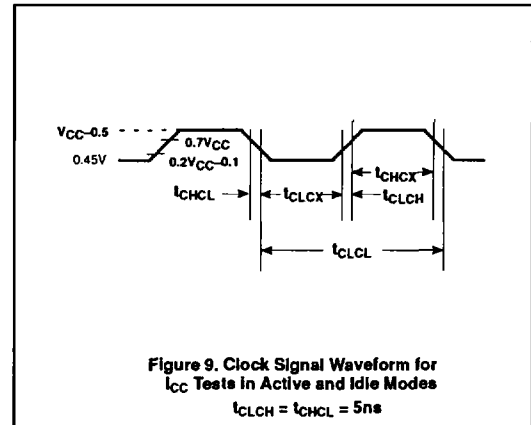 VCC–0.5
0.7VCC
0.45V
0.2VCC–0.1
tCHCX
tCHCL
tCLCX
tCLCH
tCLCL
Figure 9. Clock Signal Waveform for
ICC Tests in Active and Idle Modes
tCLCH = tCHCL = 5ns